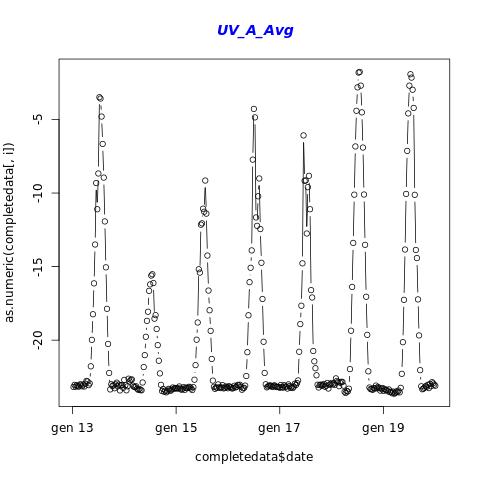 UV_A_Avg
as.numeric(completedata[, i])
-5
-10
-15
-20
gen 13
gen 15
gen 17
gen 19
completedata$date